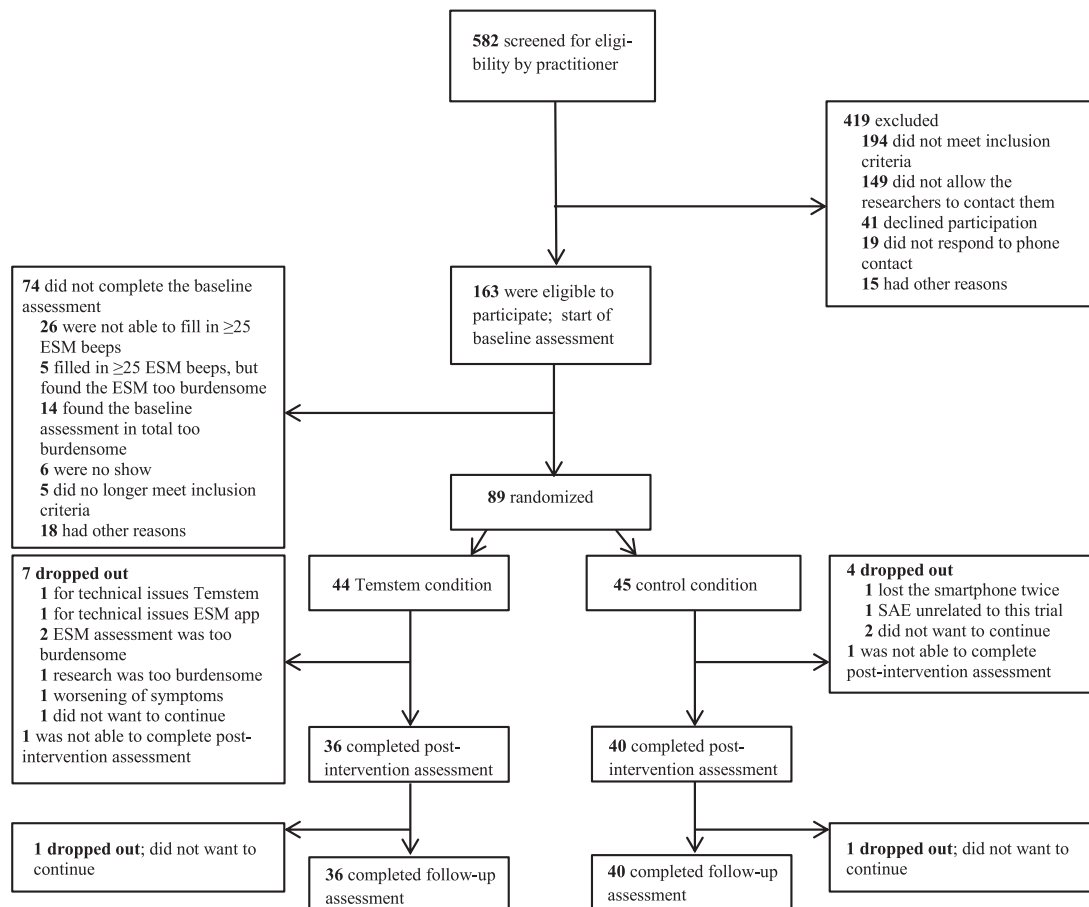 582 screened for eligi-
bility by practitioner
419 excluded
194 did not meet inclusion
criteria
149 did not allow the
researchers to contact them
41 declined participation
19 did not respond to phone
contact
15 had other reasons
163 were eligible to
participate; start of
baseline assessment
74 did not complete the baseline
assessment
26 were not able to fill in ≥25
ESM beeps
5 filled in ≥25 ESM beeps, but
found the ESM too burdensome
14 found the baseline
assessment in total too
burdensome
6 were no show
5 did no longer meet inclusion
criteria
18 had other reasons
89 randomized
44 Temstem condition
45 control condition
7 dropped out
1 for technical issues Temstem
1 for technical issues ESM app
2 ESM assessment was too
burdensome
1 research was too burdensome
1 worsening of symptoms
1 did not want to continue
1 was not able to complete post-
intervention assessment
4 dropped out
1 lost the smartphone twice
1 SAE unrelated to this trial
2 did not want to continue
1 was not able to complete
post-intervention assessment
36 completed post-
intervention assessment
40 completed post-
intervention assessment
1 dropped out; did not want to
continue
1 dropped out; did not want to
continue
36 completed follow-up
assessment
40 completed follow-up
assessment